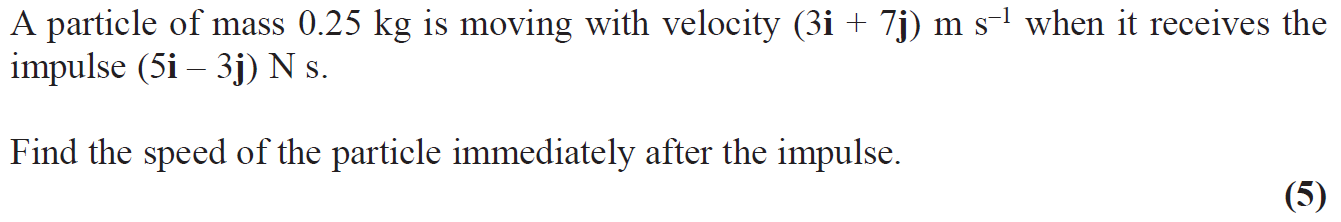 A particle of mass 0.25 kg is moving with velocity (3i + 7j) m s⁻¹ when it receives the
impulse (5i – 3j) N s.
Find the speed of the particle immediately after the impulse.
(5)